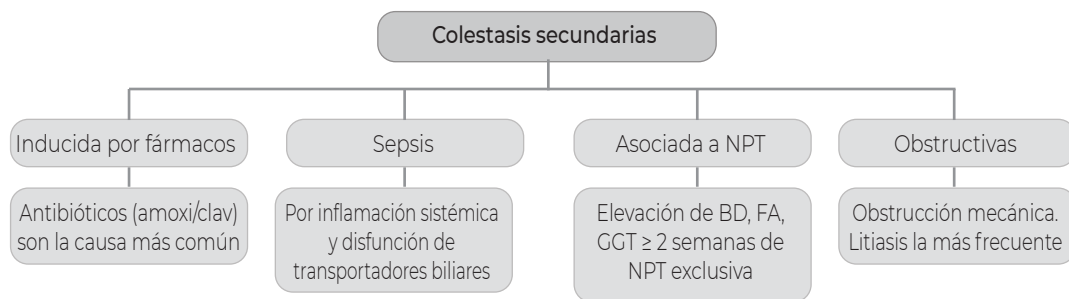 Colestasis secundarias
Inducida por fármacos
Sepsis
Asociada a NPT
Obstructivas
Antibióticos (amoxi/clav)
son la causa más común
Por inflamación sistémica
y disfunción de
transportadores biliares
Elevación de BD, FA,
GGT ≥ 2 semanas de
NPT exclusiva
Obstrucción mecánica.
Litiasis la más frecuente